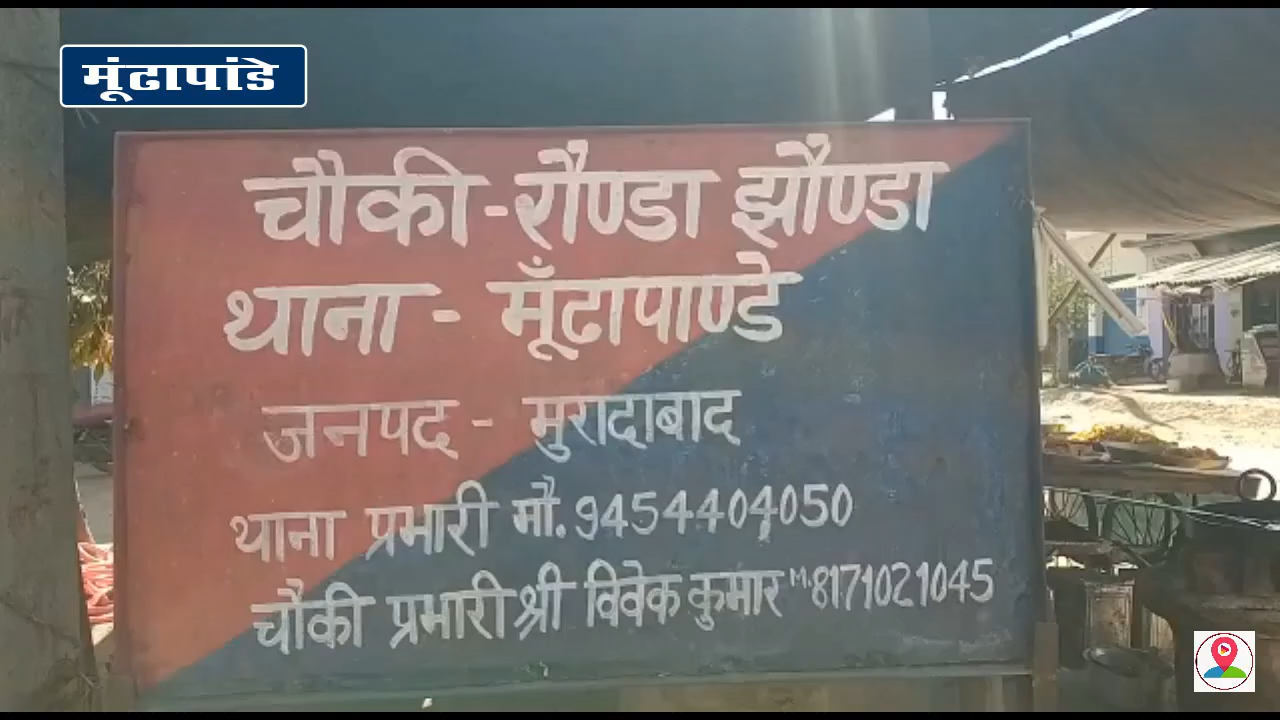 मूंढापांडे
चौकी-रौण्डा झौण्डा
थाना - मूँढापाण्डे
जनपद - मुरादाबाद
थाना प्रभारी मौ. 9454404050
चौकी प्रभारी श्री विवेक कुमार M. 8171021045